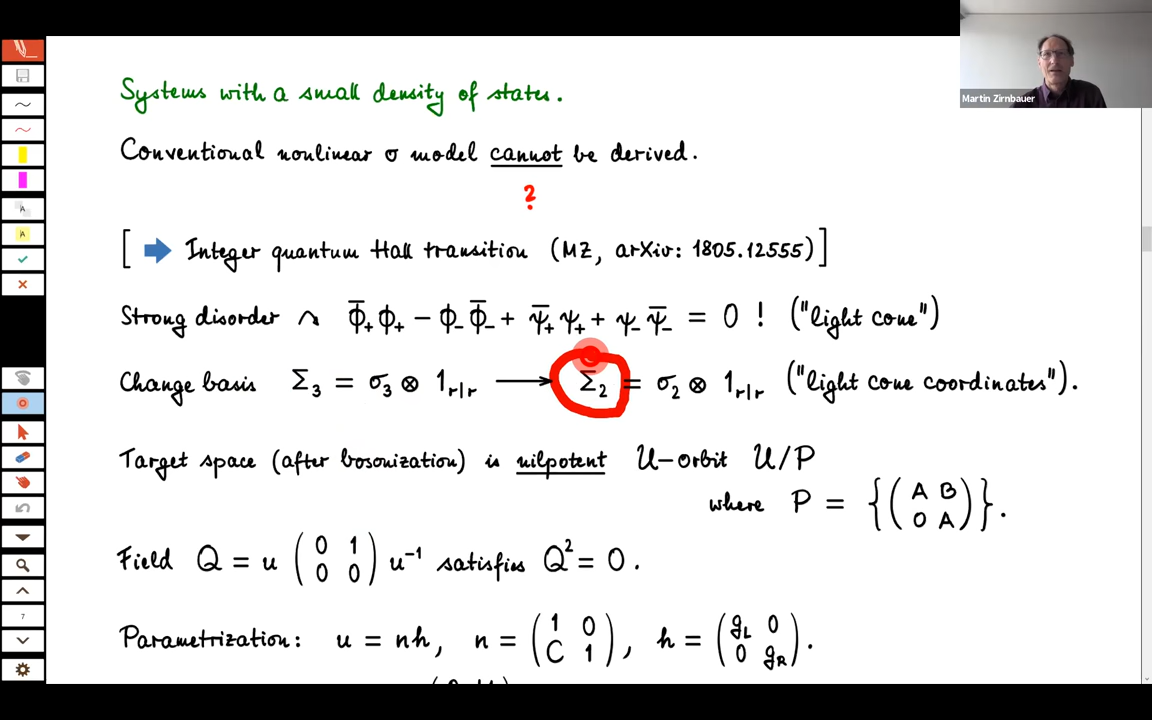 Martin Zirnbauer
Systems with a small density of states.
Conventional nonlinear σ model cannot be derived.
?
[ ➡ Integer quantum Hall transition (MZ, arXiv: 1805.12555) ]
Strong disorder ↝ Φ̄₊Φ₊ − Φ₋Φ̄₋ + ψ̄₊ψ₊ + ψ₋ψ̄₋ = 0 ! ("light cone")
Change basis Σ₃ = σ₃ ⊗ 1ᵣ|ᵣ ⟶ Σ₂ = σ₂ ⊗ 1ᵣ|ᵣ ("light cone coordinates").
Target space (after bosonization) is nilpotent U-orbit U/P
where P = { ( A B ; 0 A ) }.
Field Q = u ( 0 1 ; 0 0 ) u⁻¹ satisfies Q² = 0.
Parametrization: u = nh, n = ( 1 0 ; C 1 ), h = ( g_L 0 ; 0 g_R ).
7